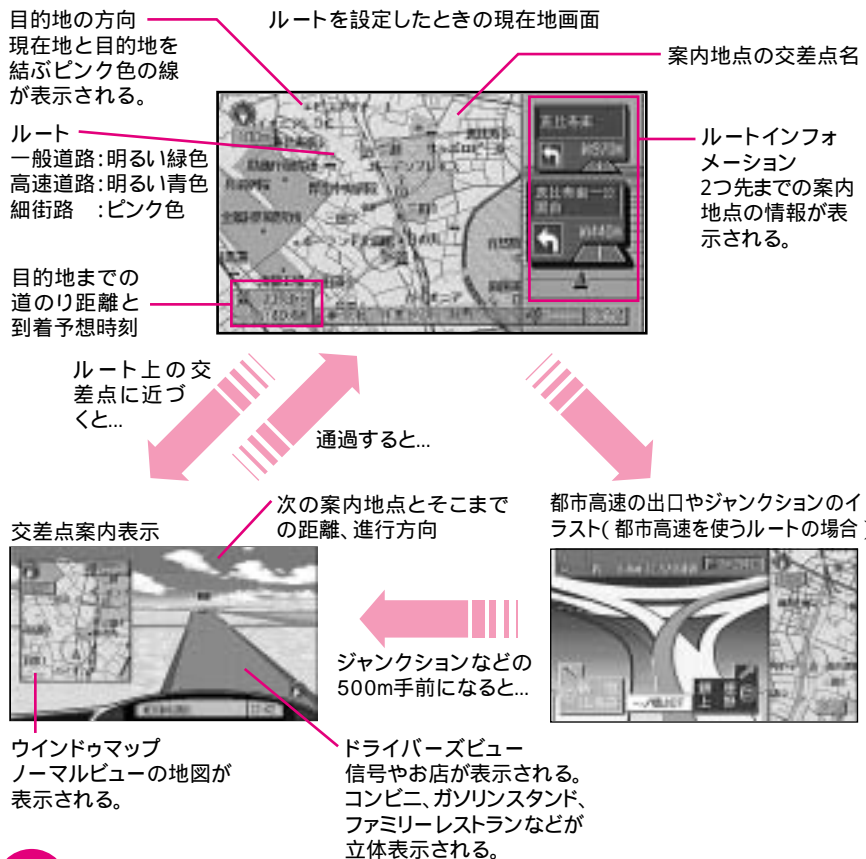 ルートを設定したときの現在地画面
目的地の方向
現在地と目的地を
結ぶピンク色の線
が表示される。
案内地点の交差点名
ルート
一般道路:明るい緑色
高速道路:明るい青色
細街路 :ピンク色
ルートインフォ
メーション
2つ先までの案内
地点の情報が表
示される。
目的地までの
道のり距離と
到着予想時刻
ルート上の交
差点に近づ
くと...
通過すると...
交差点案内表示
次の案内地点とそこまで
の距離、進行方向
都市高速の出口やジャンクションのイ
ラスト(都市高速を使うルートの場合)
ジャンクションなどの
500m手前になると...
ウインドゥマップ
ノーマルビューの地図が
表示される。
ドライバーズビュー
信号やお店が表示される。
コンビニ、ガソリンスタンド、
ファミリーレストランなどが
立体表示される。